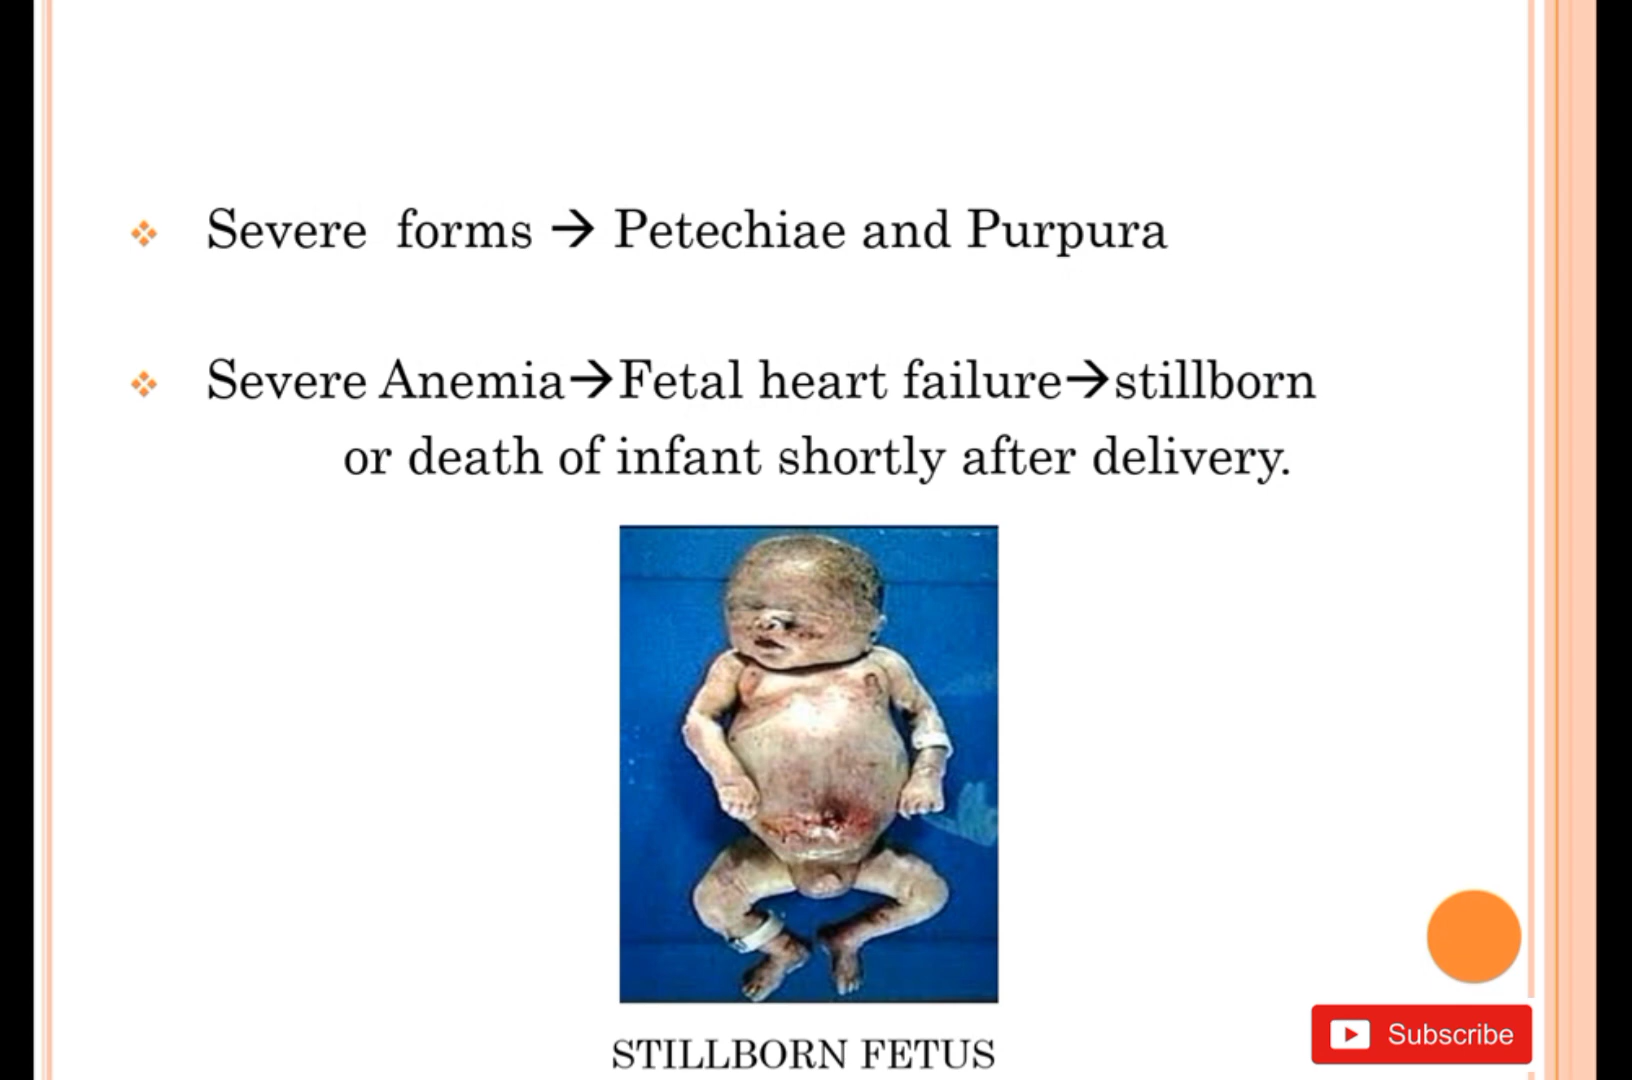 Severe forms → Petechiae and Purpura
Severe Anemia→Fetal heart failure→stillborn
or death of infant shortly after delivery.
STILLBORN FETUS
Subscribe